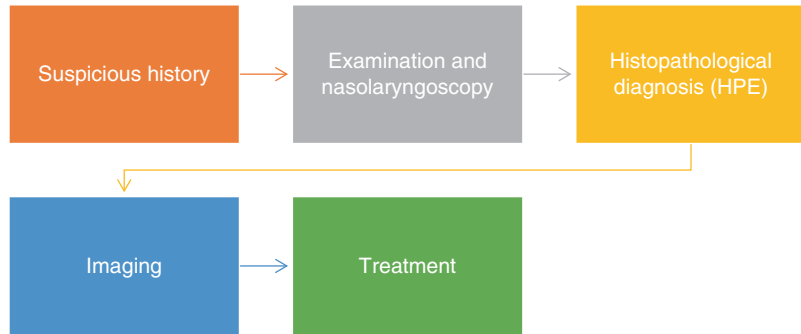 Suspicious history
Examination and
nasolaryngoscopy
Histopathological
diagnosis (HPE)
Imaging
Treatment